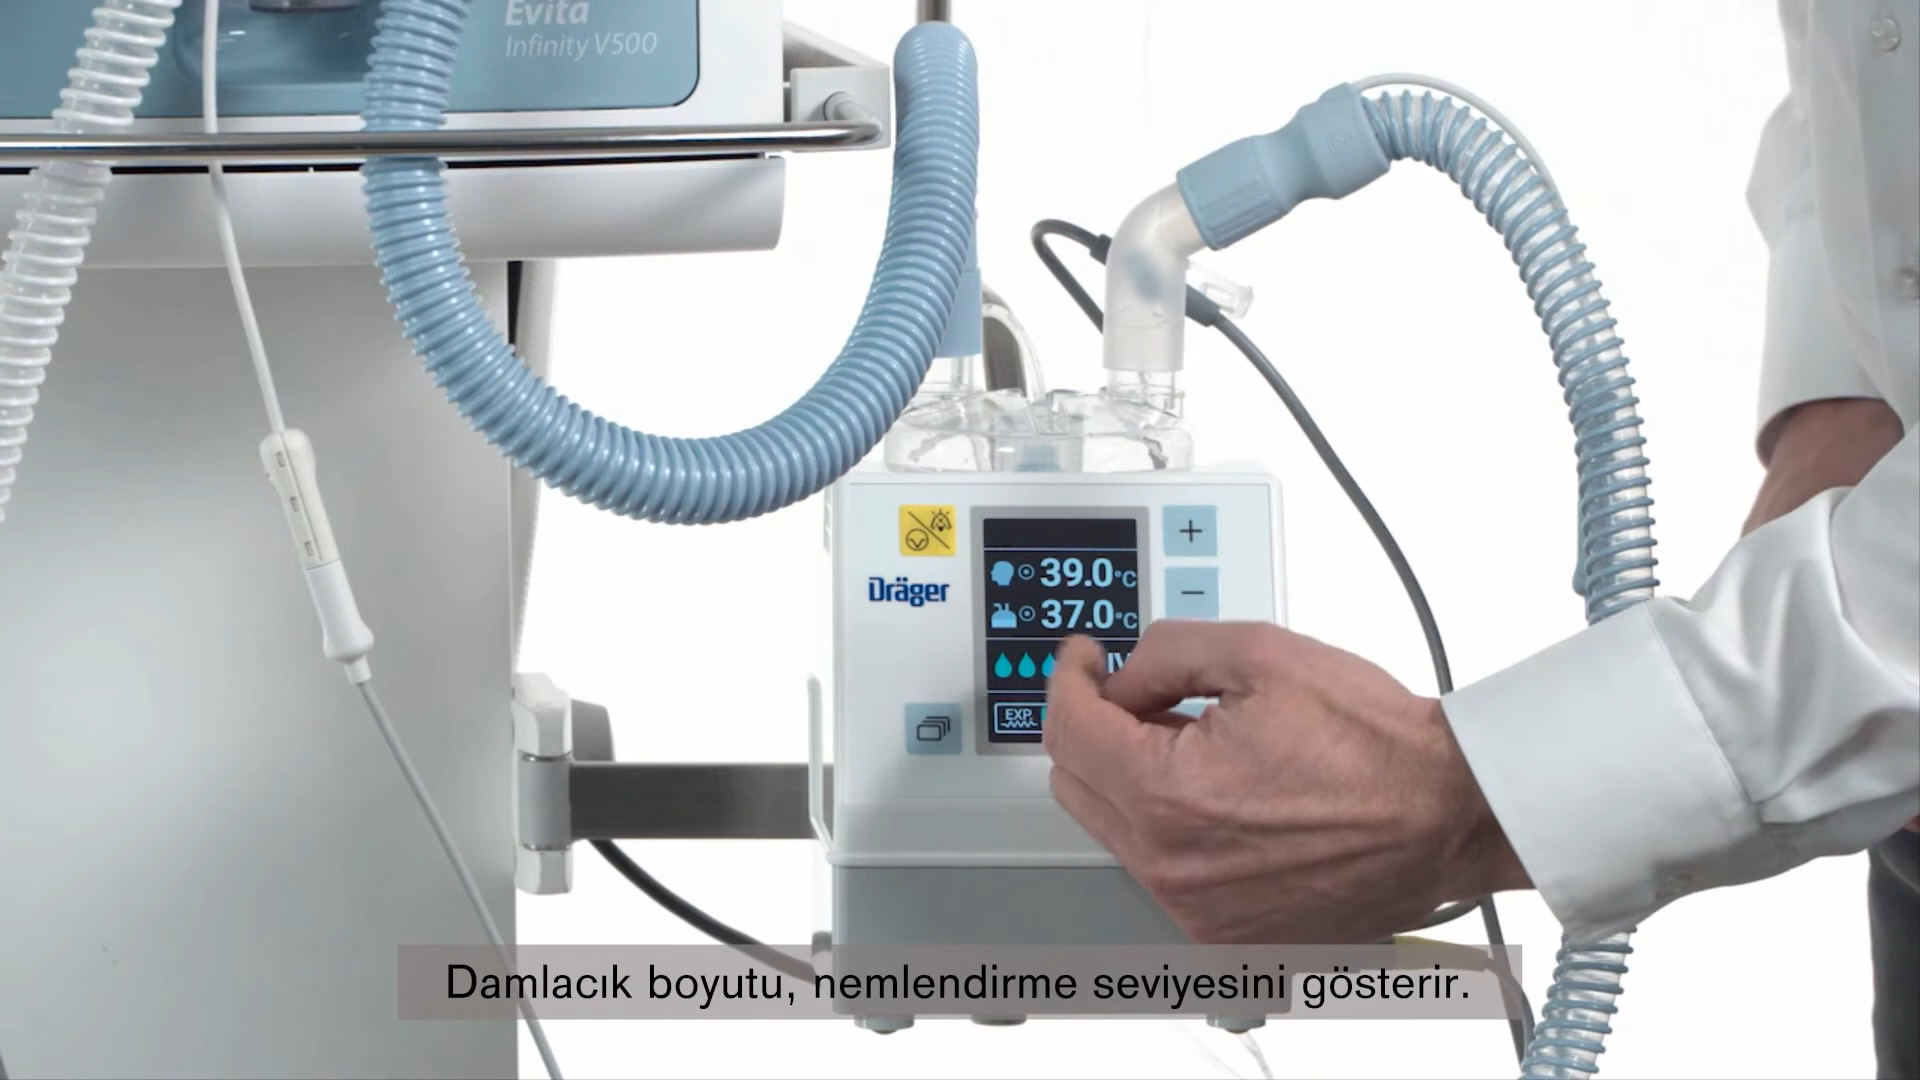 Evita
Infinity V500
Dräger
39.0°C
37.0°C
EXP.
Damlacık boyutu, nemlendirme seviyesini gösterir.